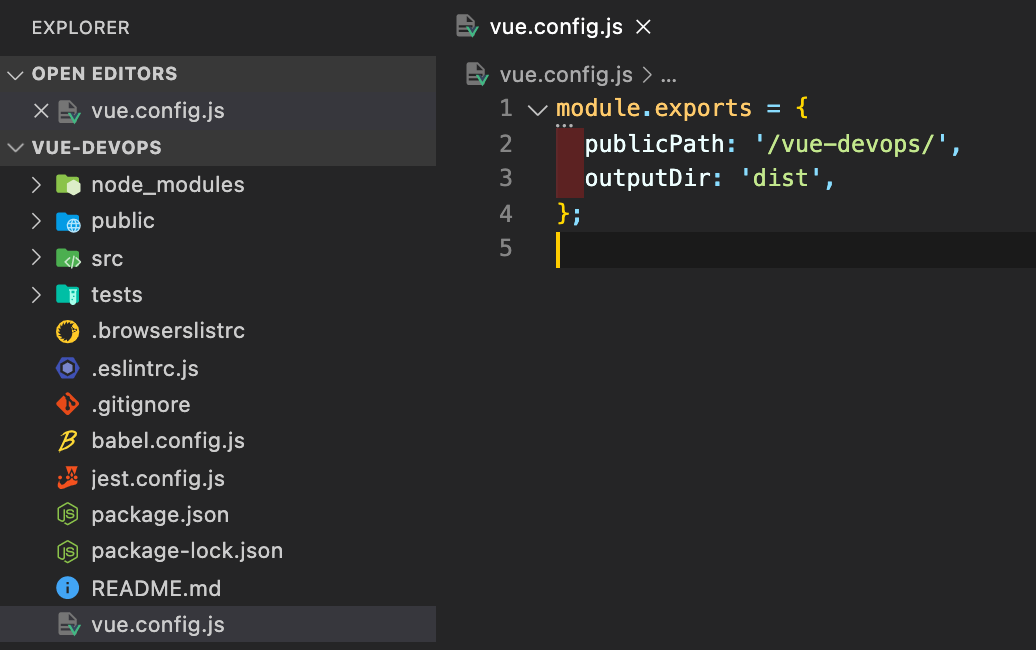 EXPLORER
OPEN EDITORS
vue.config.js
VUE-DEVOPS
node_modules
public
src
tests
.browserslistrc
.eslintrc.js
.gitignore
babel.config.js
jest.config.js
package.json
package-lock.json
README.md
vue.config.js
vue.config.js
vue.config.js > ...
1 module.exports = {
2 publicPath: '/vue-devops/',
3 outputDir: 'dist',
4 };
5